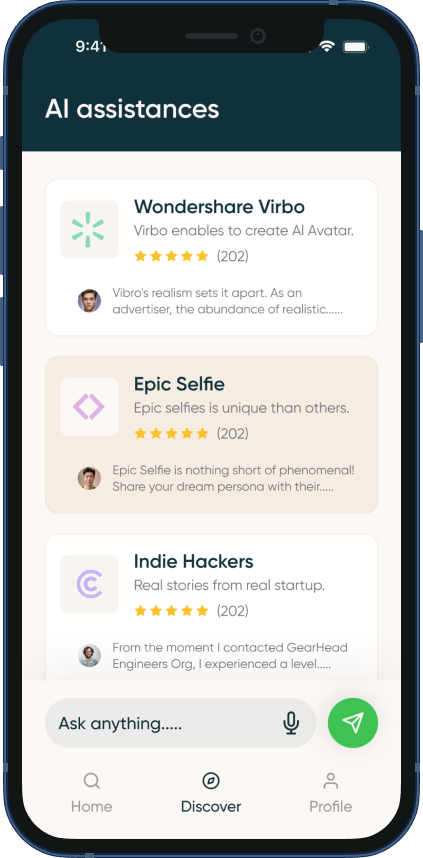 9:41
AI assistances
Wondershare Virbo
Virbo enables to create AI Avatar.
(202)
Vibro's realism sets it apart. As an
advertiser, the abundance of realistic......
Epic Selfie
Epic selfies is unique than others.
(202)
Epic Selfie is nothing short of phenomenal!
Share your dream persona with their.....
Indie Hackers
Real stories from real startup.
(202)
From the moment I contacted GearHead
Engineers Org, I experienced a level.....
Ask anything.....
Home
Discover
Profile